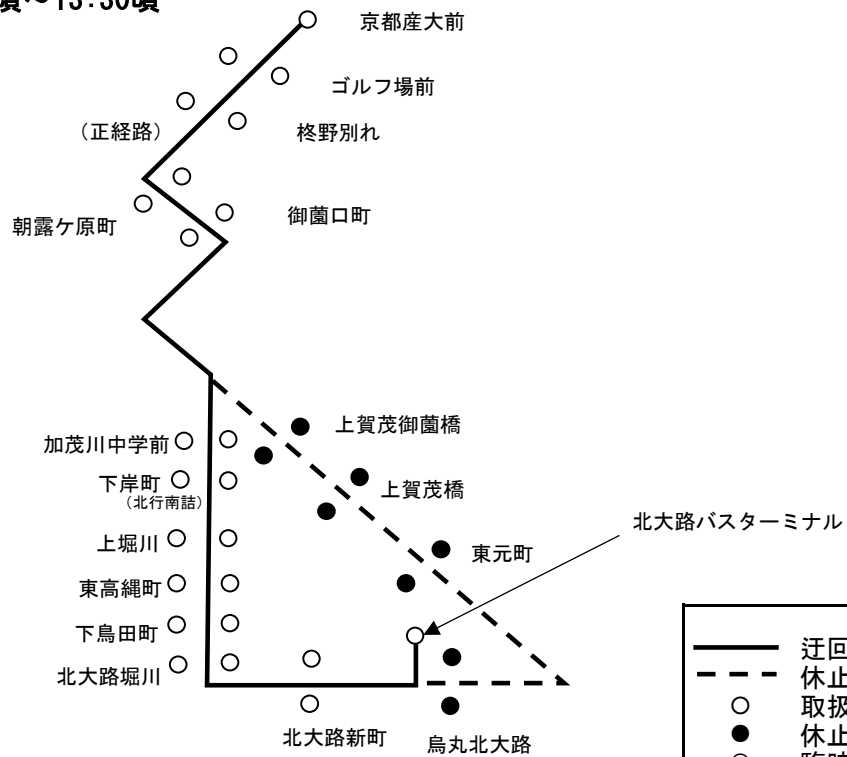 頃～13:30頃
京都産大前
ゴルフ場前
（正経路）
柊野別れ
朝露ケ原町
御薗口町
上賀茂御薗橋
加茂川中学前
下岸町
（北行南詰）
上賀茂橋
北大路バスターミナル
上堀川
東元町
東高縄町
下鳥田町
北大路堀川
北大路新町
烏丸北大路
迂回
休止
取扱
休止